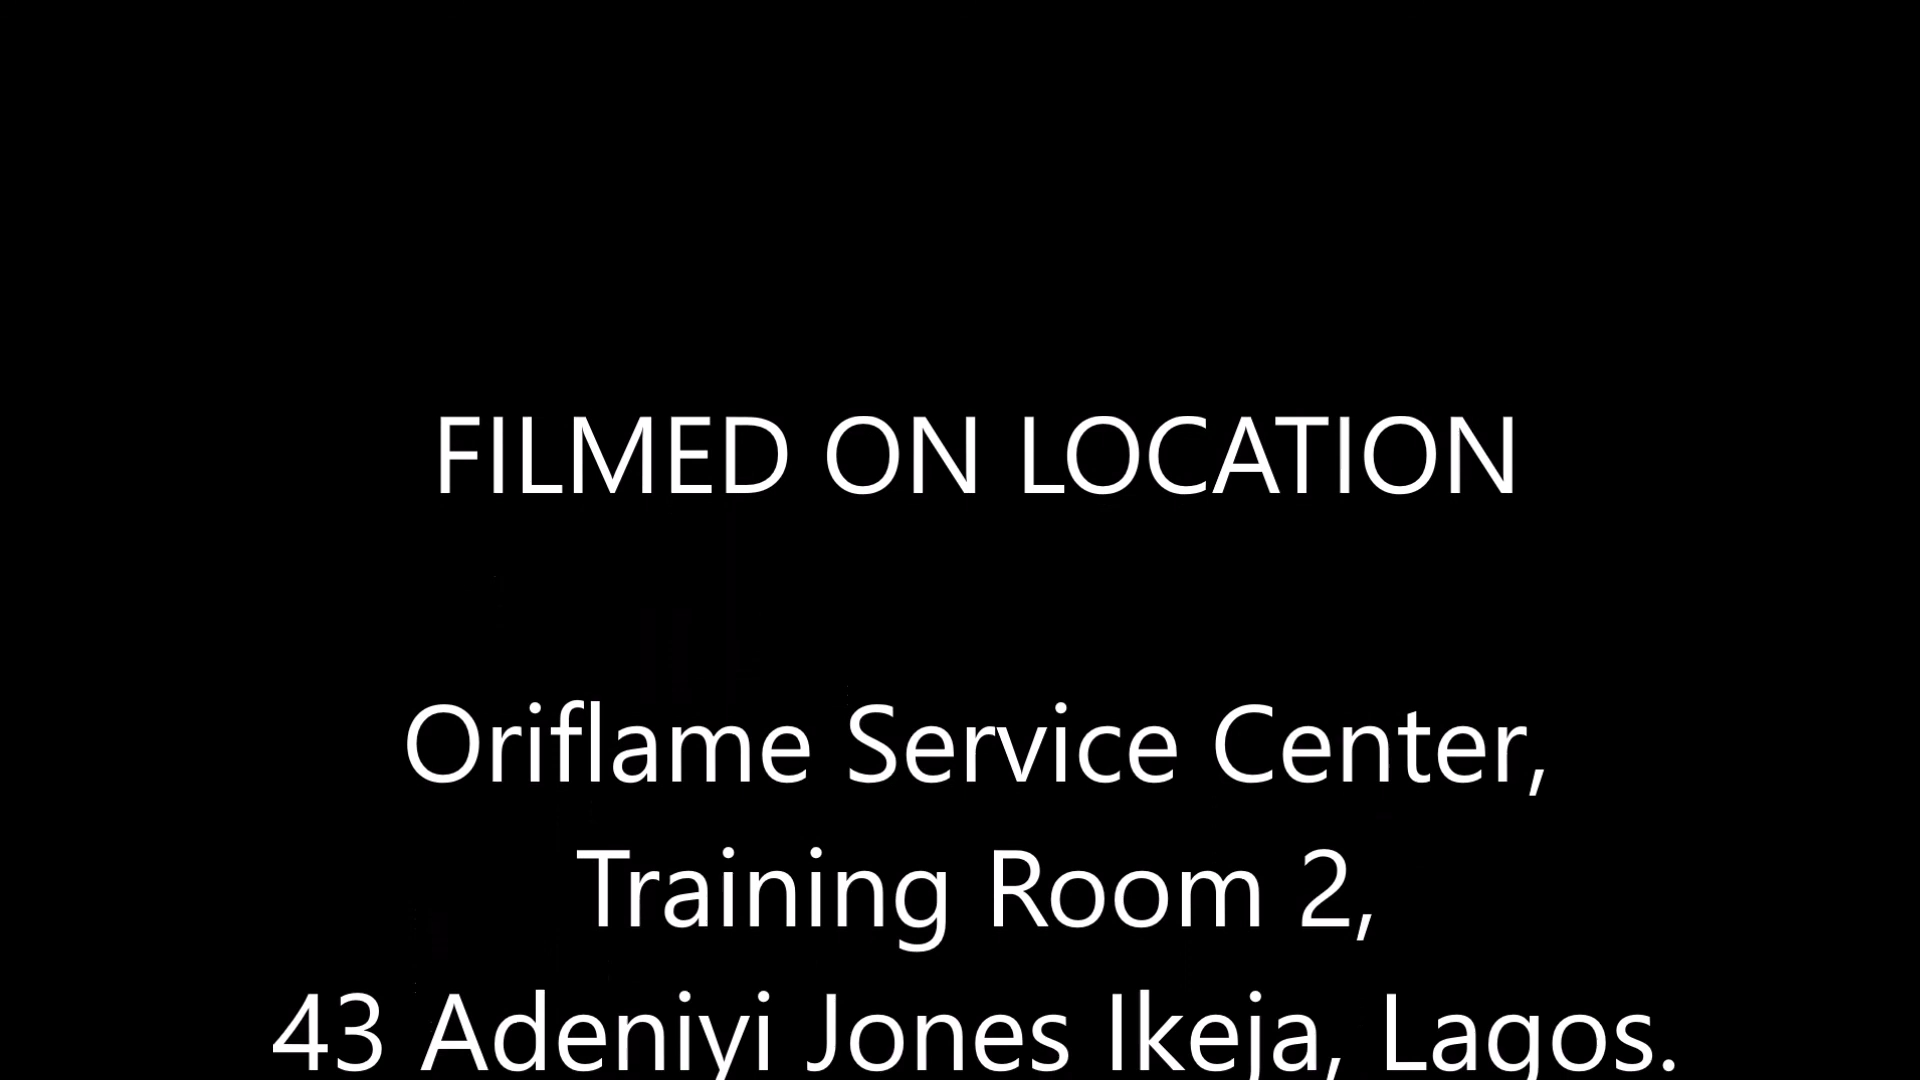 FILMED ON LOCATION
Oriflame Service Center,
Training Room 2,
43 Adeniyi Jones Ikeja, Lagos.